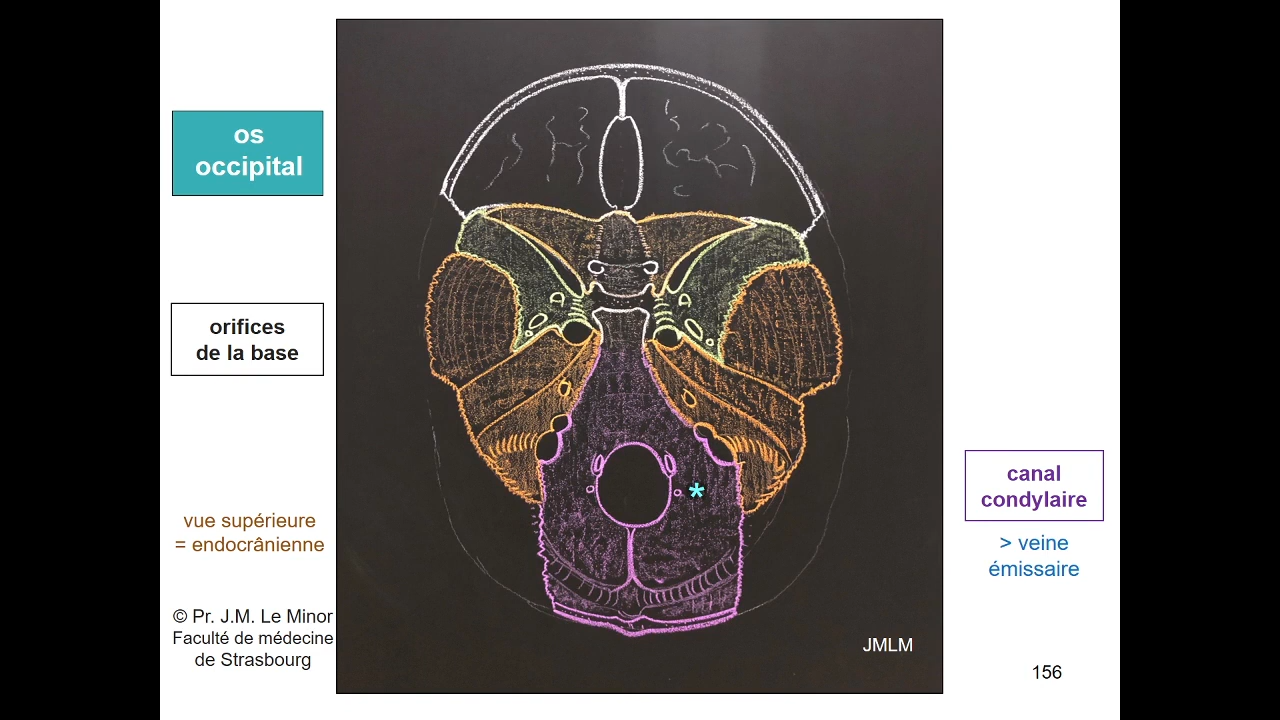 os
occipital
orifices
de la base
vue supérieure
= endocrânienne
© Pr. J.M. Le Minor
Faculté de médecine
de Strasbourg
*
canal
condylaire
> veine
émissaire
JMLM
156